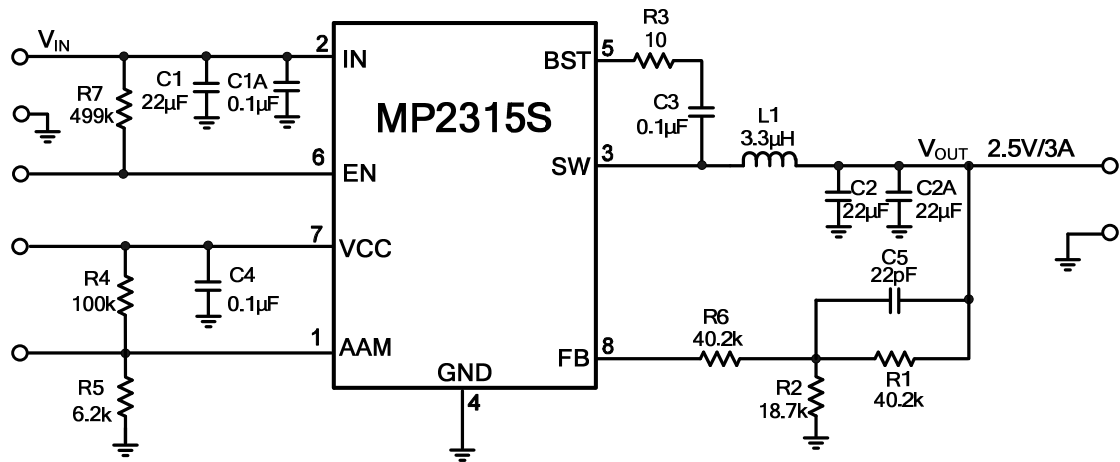 V_IN
2
IN
BST
5
R3
10
R7
499k
C1
22µF
C1A
0.1µF
MP2315S
C3
0.1µF
L1
3.3µH
6
EN
SW
3
V_OUT
2.5V/3A
C2
22µF
C2A
22µF
7
VCC
R4
100k
C4
0.1µF
C5
22pF
1
AAM
FB
8
R6
40.2k
R5
6.2k
GND
4
R2
18.7k
R1
40.2k